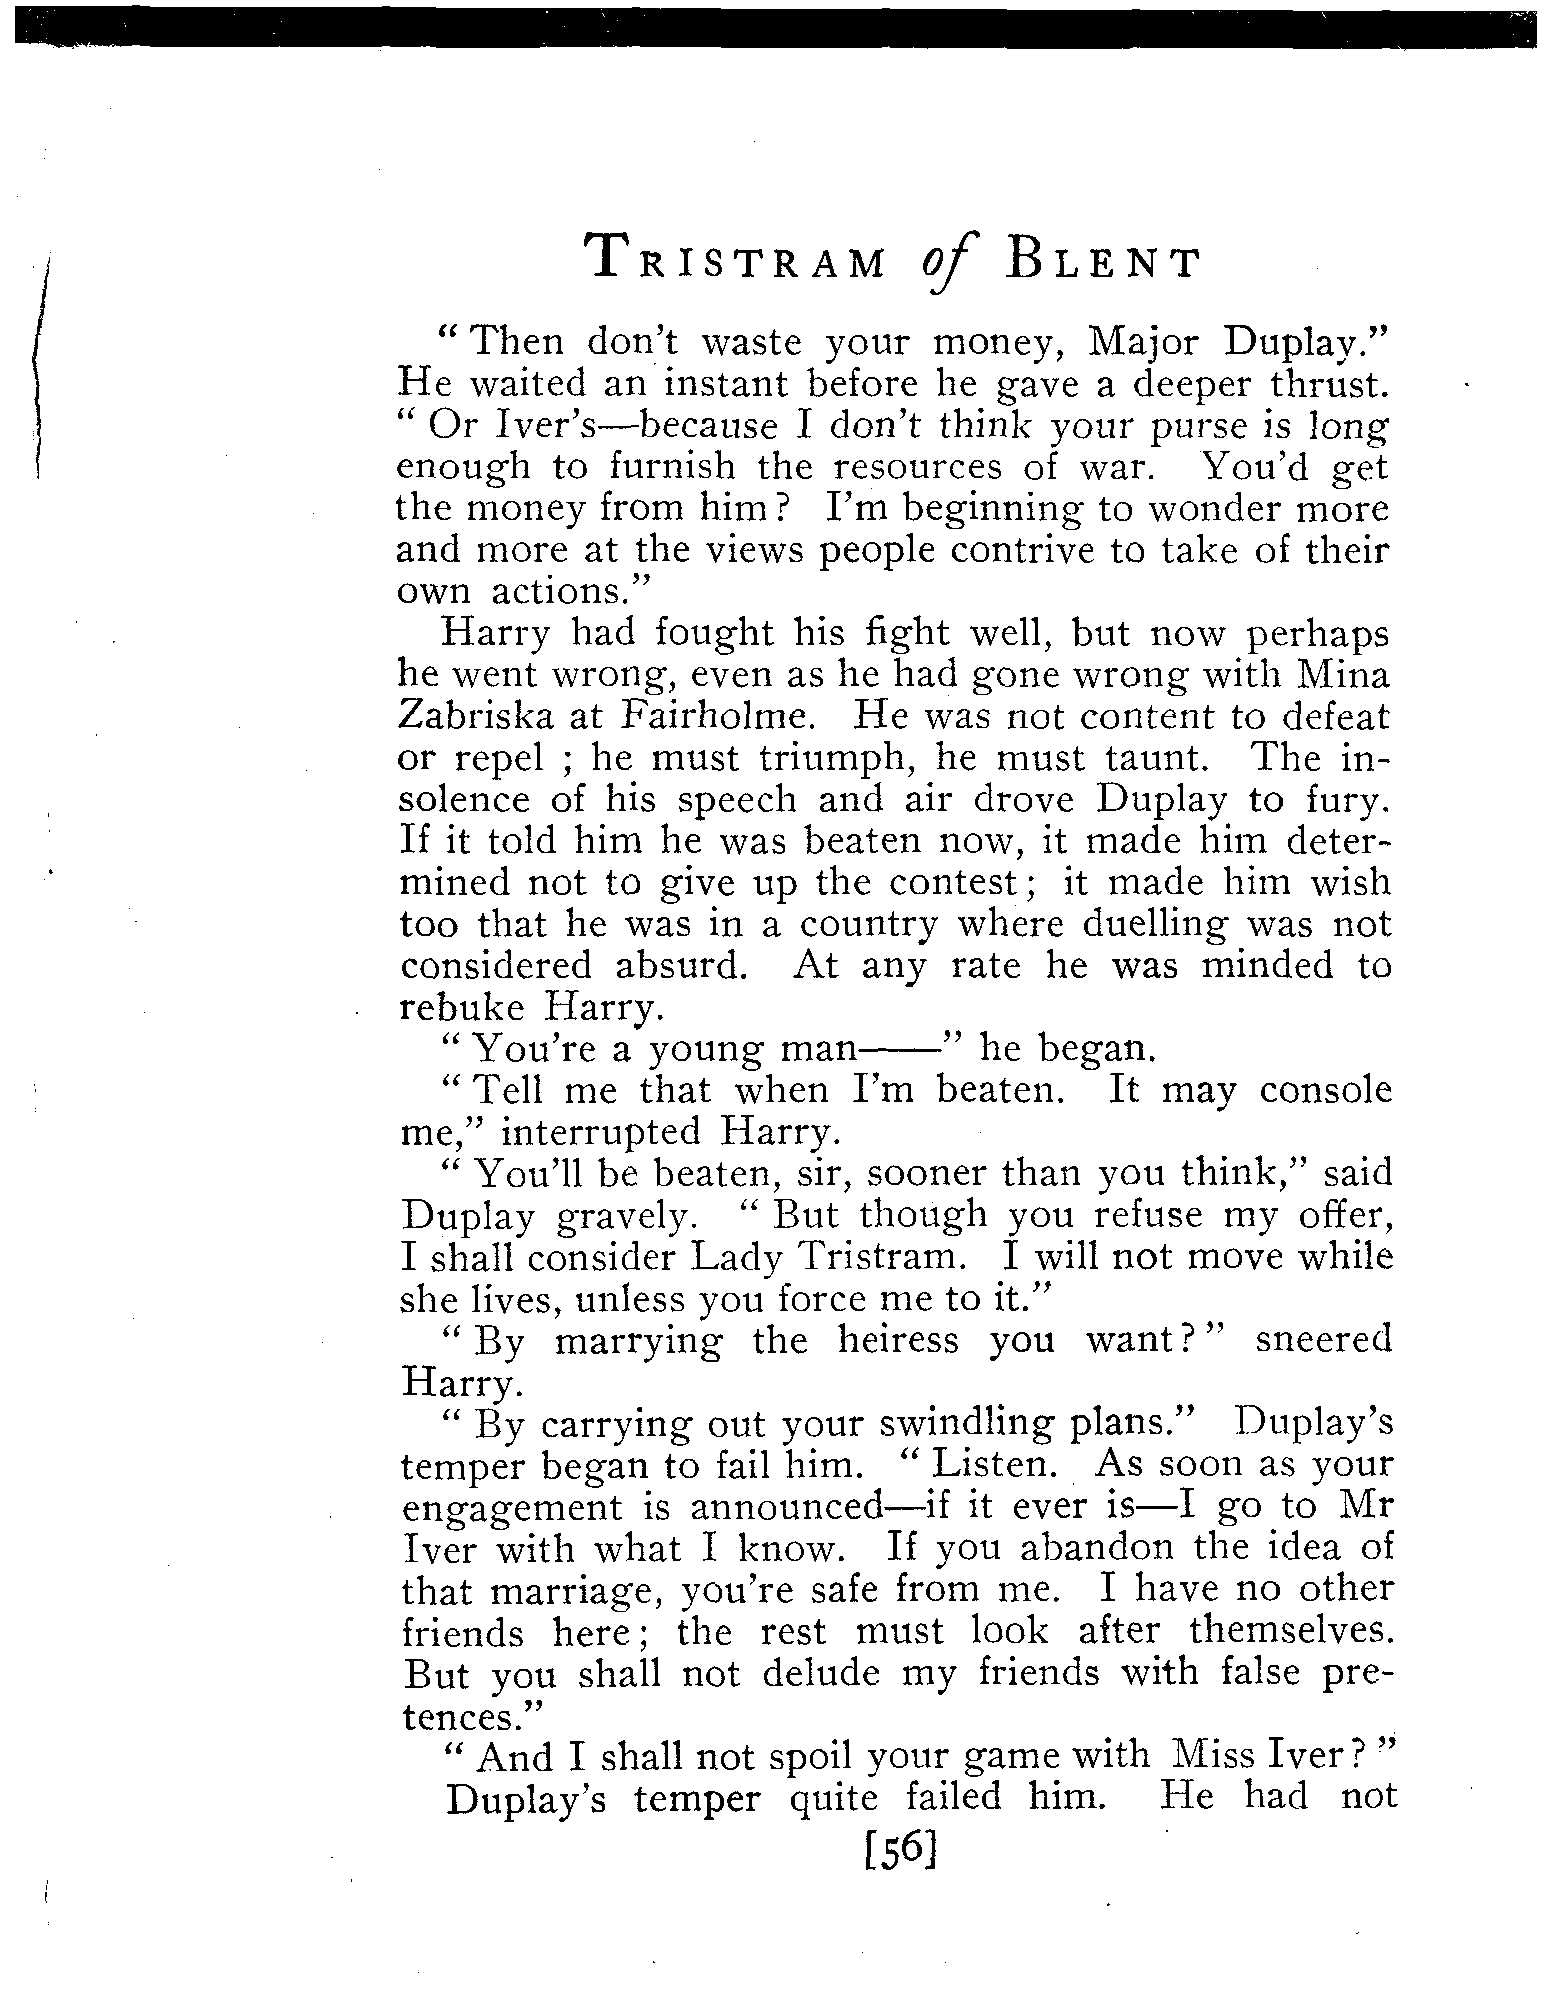 TRISTRAM of BLENT
“ Then don't waste your money, Major Duplay.”
He waited an instant before he gave a deeper thrust.
“ Or Iver's—because I don't think your purse is long
enough to furnish the resources of war. You'd get
the money from him ? I'm beginning to wonder more
and more at the views people contrive to take of their
own actions.”
Harry had fought his fight well, but now perhaps
he went wrong, even as he had gone wrong with Mina
Zabriska at Fairholme. He was not content to defeat
or repel ; he must triumph, he must taunt. The in-
solence of his speech and air drove Duplay to fury.
If it told him he was beaten now, it made him deter-
mined not to give up the contest ; it made him wish
too that he was in a country where duelling was not
considered absurd. At any rate he was minded to
rebuke Harry.
“ You're a young man——” he began.
“ Tell me that when I'm beaten. It may console
me,” interrupted Harry.
“ You'll be beaten, sir, sooner than you think,” said
Duplay gravely. “ But though you refuse my offer,
I shall consider Lady Tristram. I will not move while
she lives, unless you force me to it.”
“ By marrying the heiress you want ? ” sneered
Harry.
“ By carrying out your swindling plans.” Duplay's
temper began to fail him. “ Listen. As soon as your
engagement is announced—if it ever is—I go to Mr
Iver with what I know. If you abandon the idea of
that marriage, you're safe from me. I have no other
friends here ; the rest must look after themselves.
But you shall not delude my friends with false pre-
tences.”
“ And I shall not spoil your game with Miss Iver ? ”
Duplay's temper quite failed him. He had not
[56]